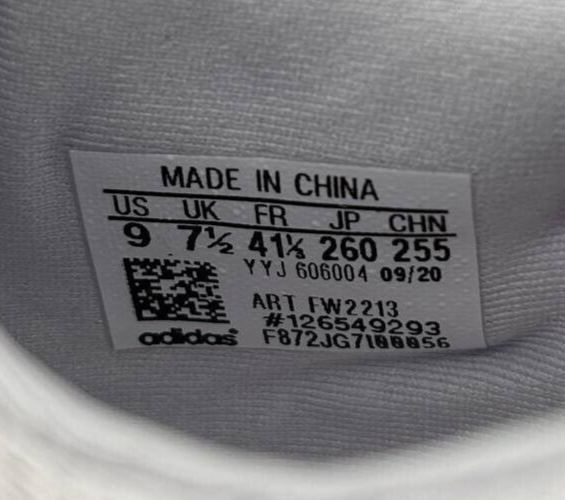 MADE IN CHINA
US UK FR JP CHN
9 7½ 41⅓ 260 255
YYJ 606004 09/20
ART FW2213
#126549293
adidas F872JG7100056